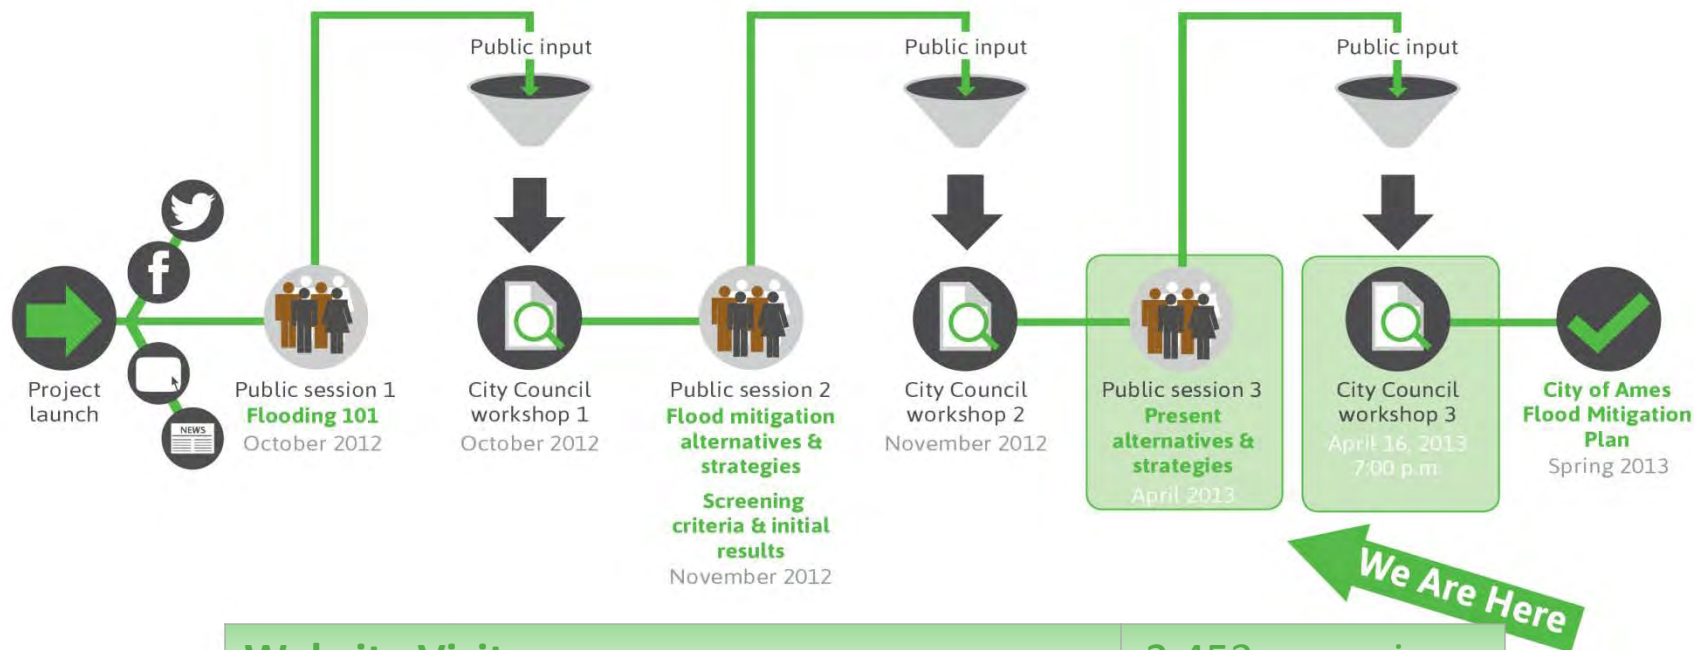 Public input
Public input
Public input
f
NEWS
Project
launch
Public session 1
Flooding 101
October 2012
City Council
workshop 1
October 2012
Public session 2
Flood mitigation
alternatives &
strategies
Screening
criteria & initial
results
November 2012
City Council
workshop 2
November 2012
Public session 3
Present
alternatives &
strategies
April 2013
City Council
workshop 3
April 16, 2013
7:00 p.m.
City of Ames
Flood Mitigation
Plan
Spring 2013
We Are Here